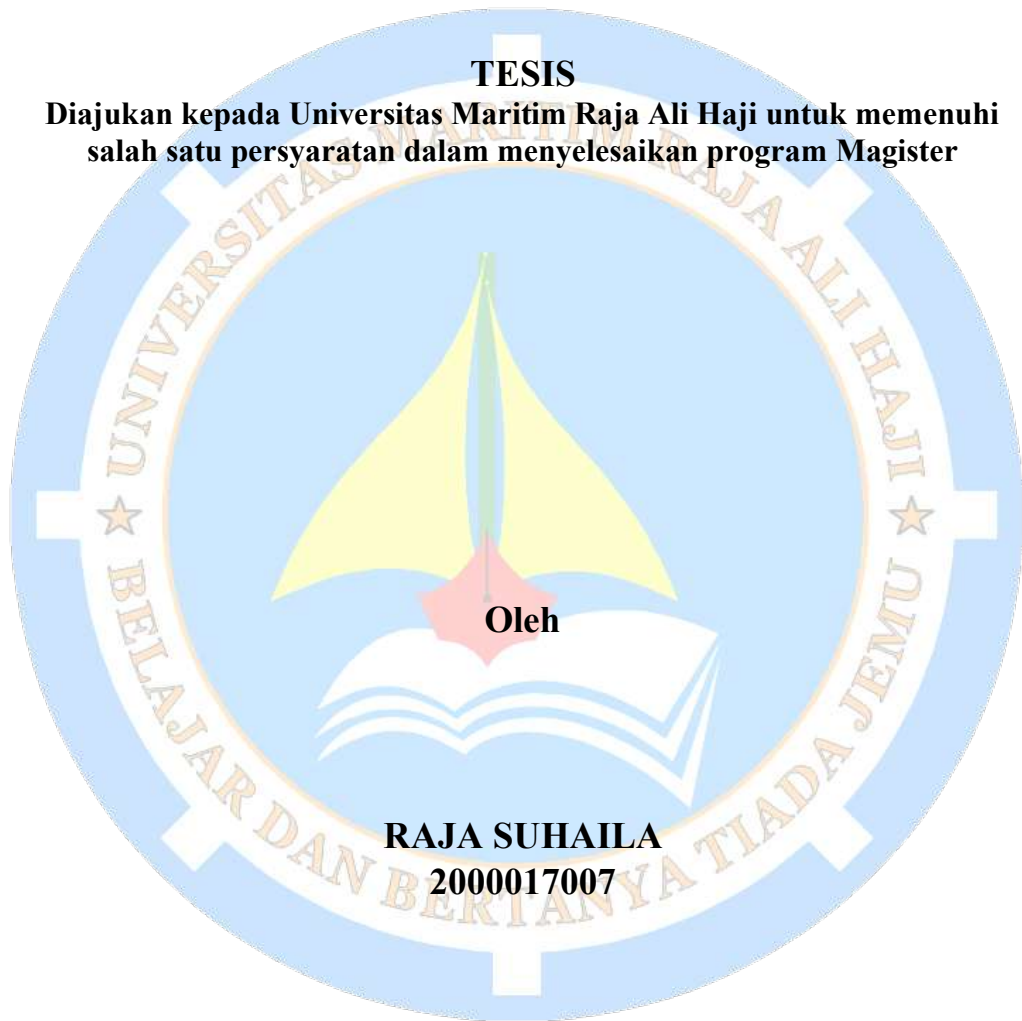 TESIS
Diajukan kepada Universitas Maritim Raja Ali Haji untuk memenuhi
salah satu persyaratan dalam menyelesaikan program Magister
UNIVERSITAS MARITIM RAJA ALI HAJI
Oleh
RAJA SUHAILA
2000017007
BELAJAR DAN BERTANYA TIADA JEMU